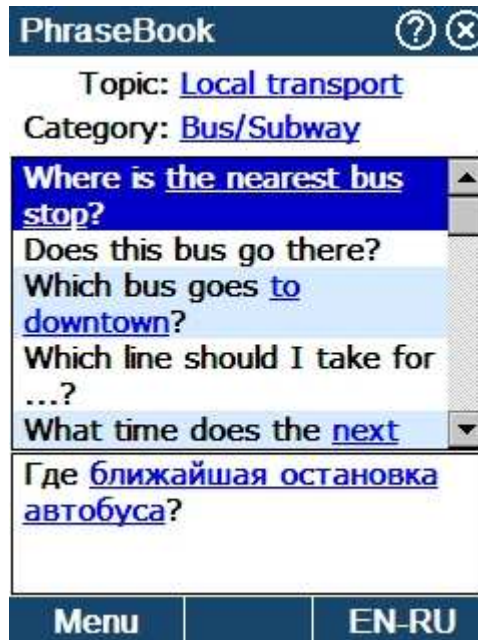 PhraseBook
Topic: Local transport
Category: Bus/Subway
Where is the nearest bus
stop?
Does this bus go there?
Which bus goes to
downtown?
Which line should I take for
...?
What time does the next
Где ближайшая остановка
автобуса?
Menu EN-RU